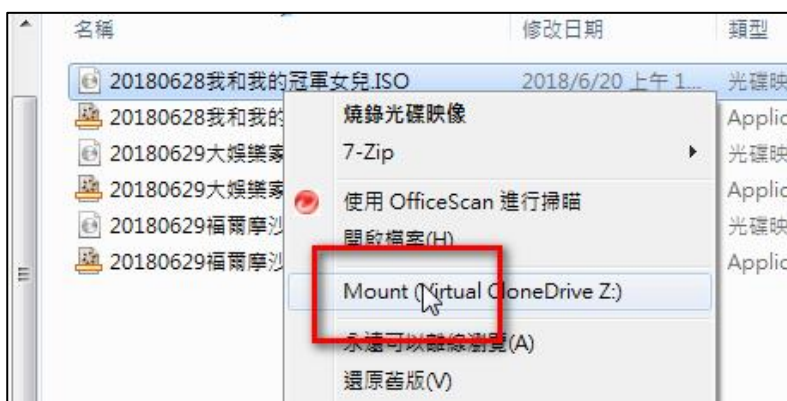 名稱 修改日期 類型
20180628我和我的冠軍女兒.ISO 2018/6/20 上午 1... 光碟映
20180628我和我的 Applic
20180629大娛樂家 光碟映
20180629大娛樂家 Applic
20180629福爾摩沙 光碟映
20180629福爾摩沙 Applic
燒錄光碟映像
7-Zip
使用 OfficeScan 進行掃瞄
開啟檔案(H)
Mount (Virtual CloneDrive Z:)
永遠可以離線瀏覽(A)
還原舊版(V)